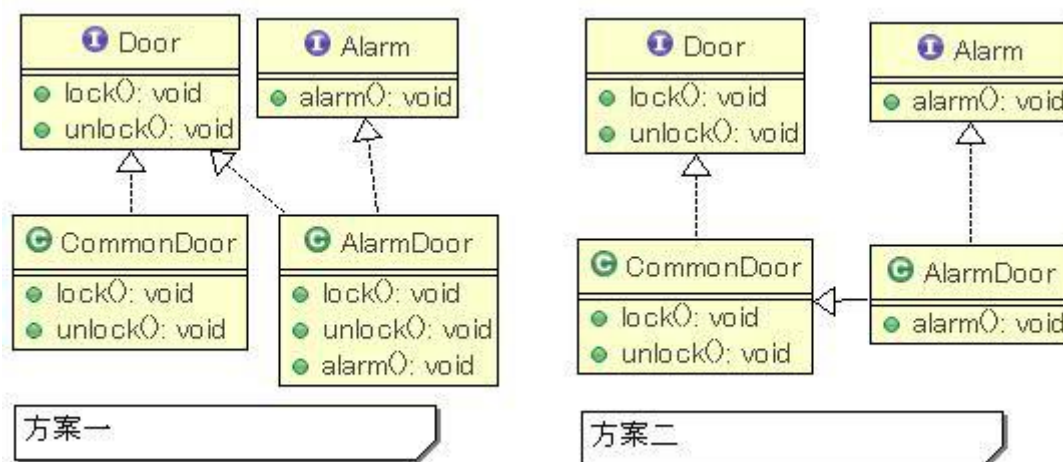 Door
lock(): void
unlock(): void
Alarm
alarm(): void
CommonDoor
lock(): void
unlock(): void
AlarmDoor
lock(): void
unlock(): void
alarm(): void
方案一
Door
lock(): void
unlock(): void
Alarm
alarm(): void
CommonDoor
lock(): void
unlock(): void
AlarmDoor
alarm(): void
方案二